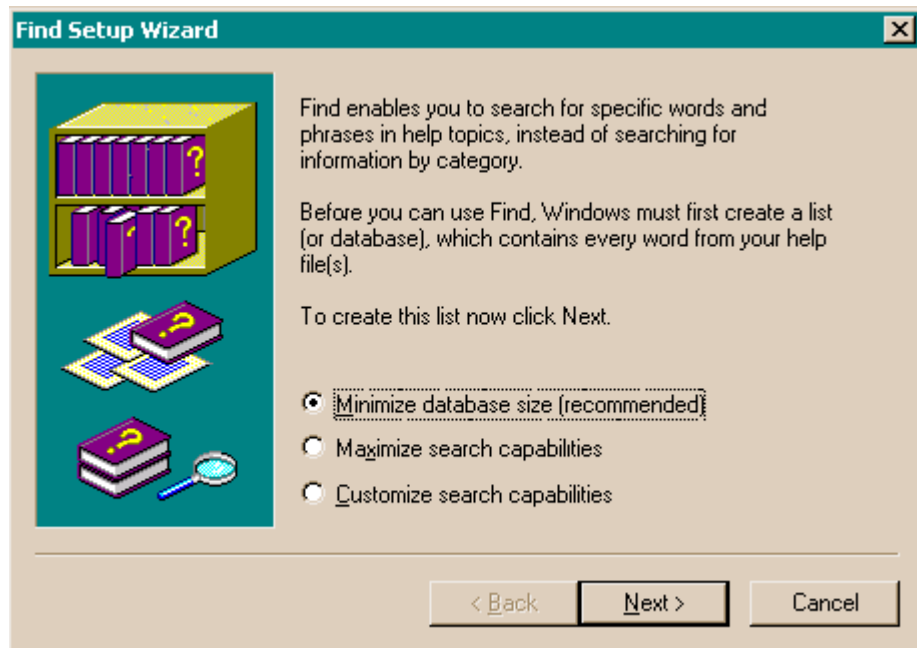 Find Setup Wizard
Find enables you to search for specific words and
phrases in help topics, instead of searching for
information by category.
Before you can use Find, Windows must first create a list
(or database), which contains every word from your help
file(s).
To create this list now click Next.
Minimize database size (recommended)
Maximize search capabilities
Customize search capabilities
< Back
Next >
Cancel